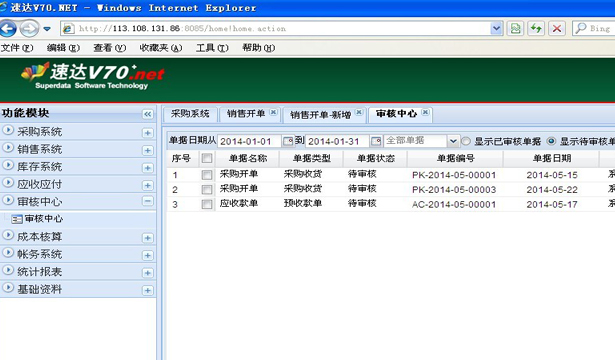 速达V70.NET - Windows Internet Explorer
http://113.108.131.86:8085/home!home.action
Bing
文件(F) 编辑(E) 查看(V) 收藏夹(A) 工具(T) 帮助(H)
速达V70.net
Superdata Software Technology
功能模块
采购系统
销售系统
库存系统
应收应付
审核中心
审核中心
成本核算
帐务系统
统计报表
基础资料
采购系统 销售开单 销售开单-新增 审核中心
单据日期从 2014-01-01 到 2014-01-31 全部单据 显示已审核单据 显示待审核单
序号 单据名称 单据类型 单据状态 单据编号 单据日期
1 采购开单 采购收货 待审核 PK-2014-05-00001 2014-05-15
2 采购开单 采购收货 待审核 PK-2014-05-00003 2014-05-22
3 应收款单 预收款单 待审核 AC-2014-05-00001 2014-05-17